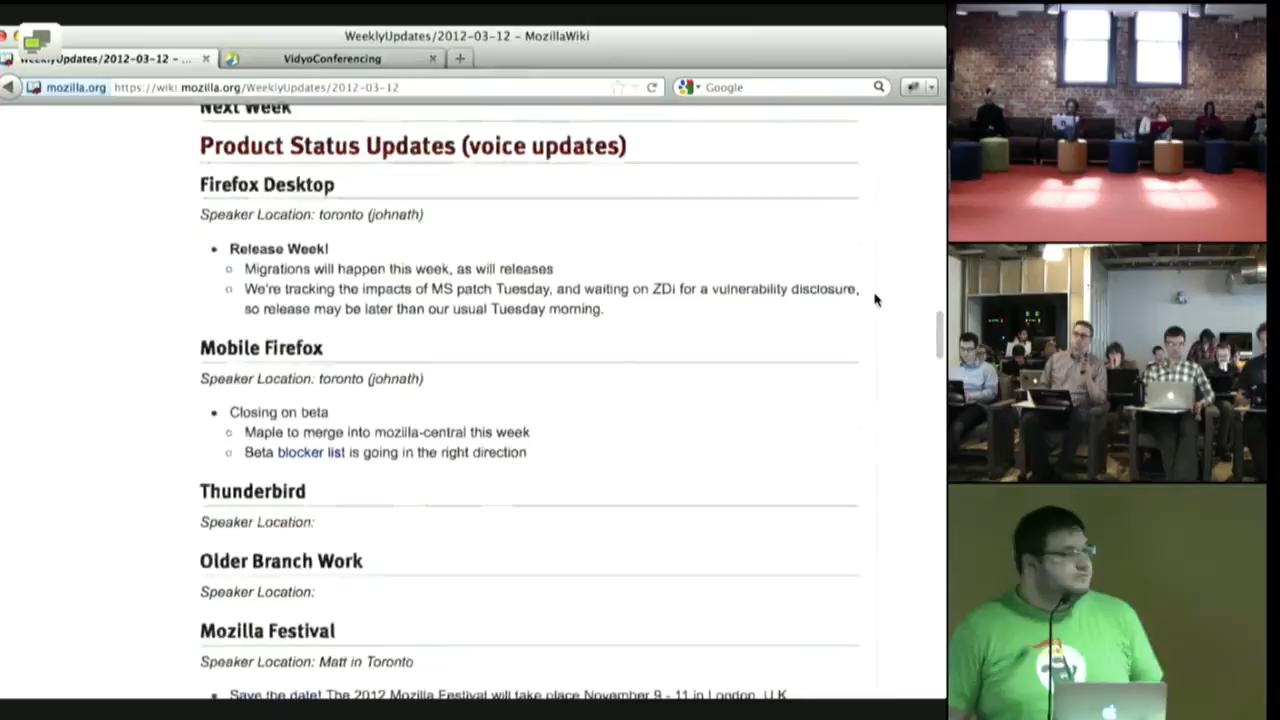 WeeklyUpdates/2012-03-12 – MozillaWiki
WeeklyUpdates/2012-03-12 – ...
VidyoConferencing
mozilla.org https://wiki.mozilla.org/WeeklyUpdates/2012-03-12
Google
Next Week
Product Status Updates (voice updates)
Firefox Desktop
Speaker Location: toronto (johnath)
Release Week!
Migrations will happen this week, as will releases
We're tracking the impacts of MS patch Tuesday, and waiting on ZDi for a vulnerability disclosure,
so release may be later than our usual Tuesday morning.
Mobile Firefox
Speaker Location: toronto (johnath)
Closing on beta
Maple to merge into mozilla-central this week
Beta blocker list is going in the right direction
Thunderbird
Speaker Location:
Older Branch Work
Speaker Location:
Mozilla Festival
Speaker Location: Matt in Toronto
Save the date! The 2012 Mozilla Festival will take place November 9 - 11 in London, U.K.